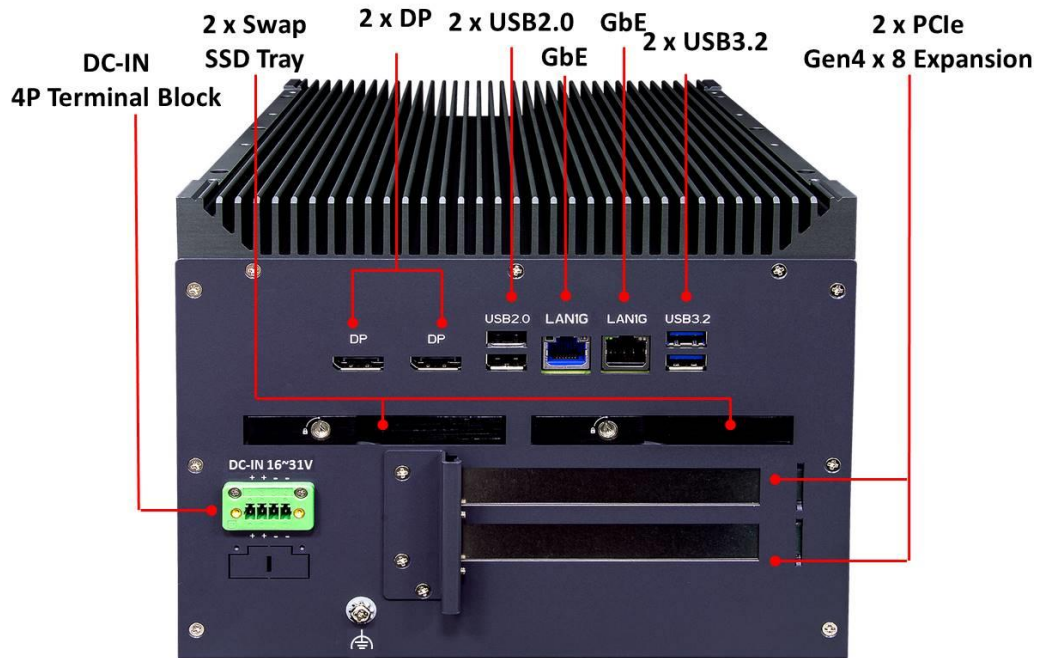 2 x Swap
SSD Tray
2 x DP
2 x USB2.0
GbE
GbE
2 x USB3.2
2 x PCIe
Gen4 x 8 Expansion
DC-IN
4P Terminal Block
DP
DP
USB2.0
LAN1G
LAN1G
USB3.2
DC-IN 16~31V
+ + - -
+ + - -